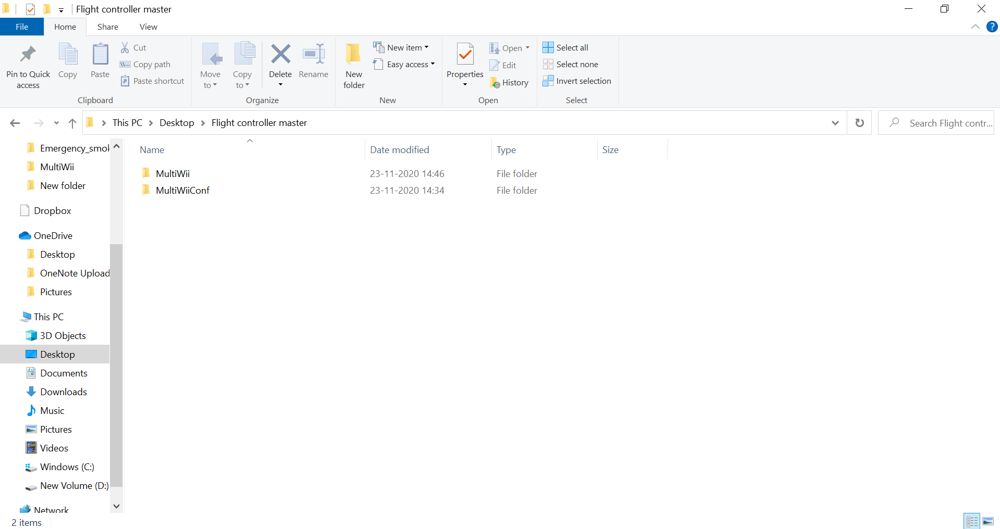 Flight controller master
File Home Share View
Pin to Quick access
Copy
Paste
Cut
Copy path
Paste shortcut
Clipboard
Move to
Copy to
Delete
Rename
Organize
New folder
New item
Easy access
New
Properties
Open
Edit
History
Open
Select all
Select none
Invert selection
Select
This PC > Desktop > Flight controller master
Search Flight contr...
Emergency_smok
MultiWii
New folder
Dropbox
OneDrive
Desktop
OneNote Upload
Pictures
This PC
3D Objects
Desktop
Documents
Downloads
Music
Pictures
Videos
Windows (C:)
New Volume (D:)
Network
Name Date modified Type Size
MultiWii 23-11-2020 14:46 File folder
MultiWiiConf 23-11-2020 14:34 File folder
2 items